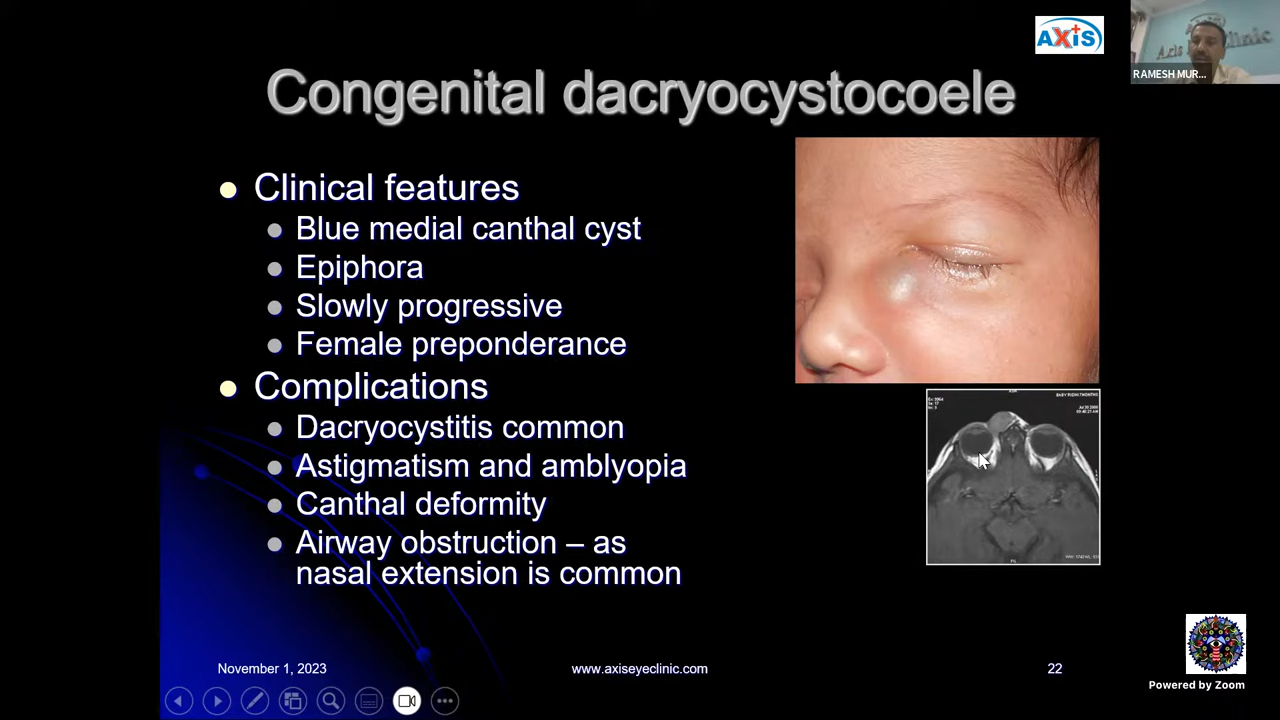 AXiS
RAMESH MUR...
Congenital dacryocystocoele
Clinical features
Blue medial canthal cyst
Epiphora
Slowly progressive
Female preponderance
Complications
Dacryocystitis common
Astigmatism and amblyopia
Canthal deformity
Airway obstruction – as
nasal extension is common
November 1, 2023
www.axiseyeclinic.com
22
Powered by Zoom